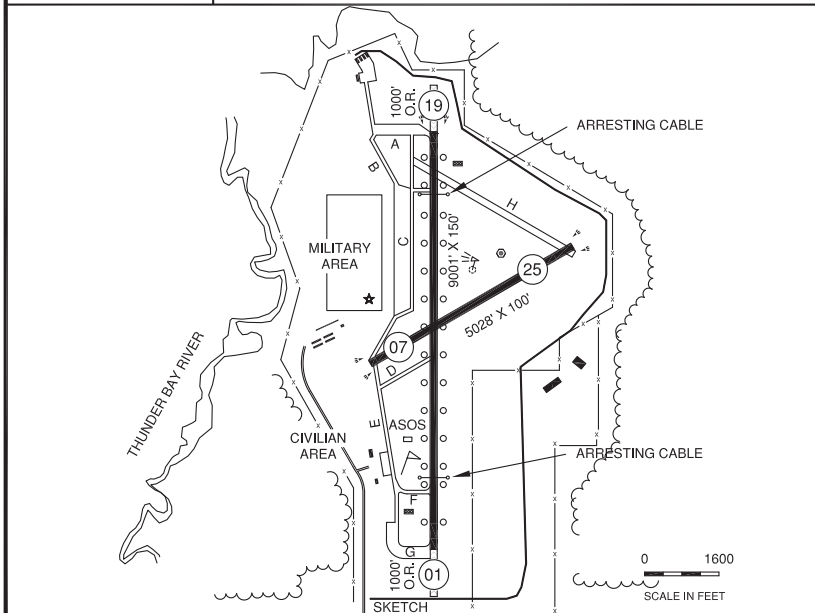 1000'
O.R.
19
ARRESTING CABLE
A
B
H
MILITARY
AREA
C
9001' X 150'
25
5028' X 100'
07
D
THUNDER BAY RIVER
E
ASOS
CIVILIAN
AREA
ARRESTING CABLE
F
G
1000'
O.R.
01
0 1600
SCALE IN FEET
SKETCH